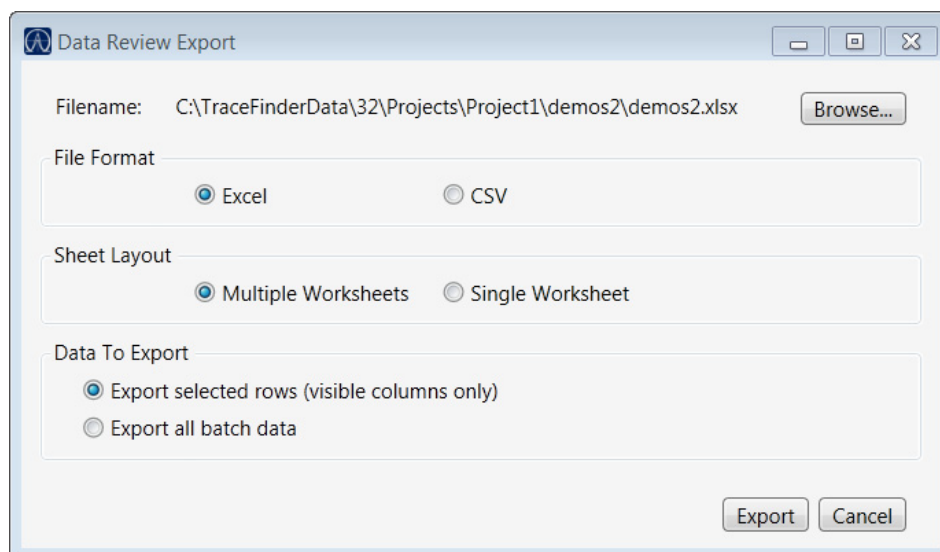 Data Review Export
Filename: C:\TraceFinderData\32\Projects\Project1\demos2\demos2.xlsx Browse...
File Format
Excel CSV
Sheet Layout
Multiple Worksheets Single Worksheet
Data To Export
Export selected rows (visible columns only)
Export all batch data
Export Cancel